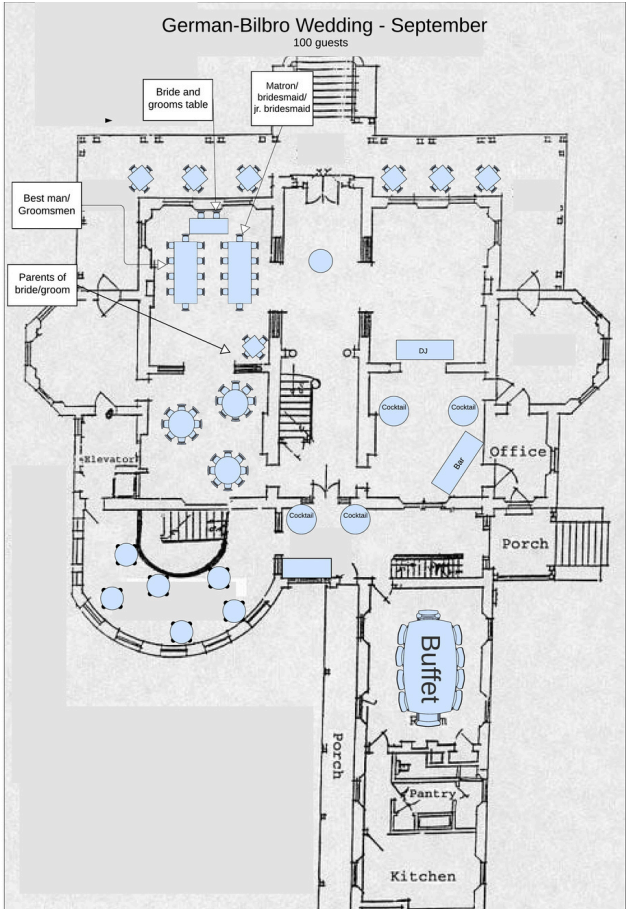 German-Bilbro Wedding - September
100 guests
Bride and
grooms table
Matron/
bridesmaid/
jr. bridesmaid
Best man/
Groomsmen
Parents of
bride/groom
DJ
Cocktail
Cocktail
Bar
Office
Elevator
Cocktail
Cocktail
Porch
Buffet
Porch
Pantry
Kitchen